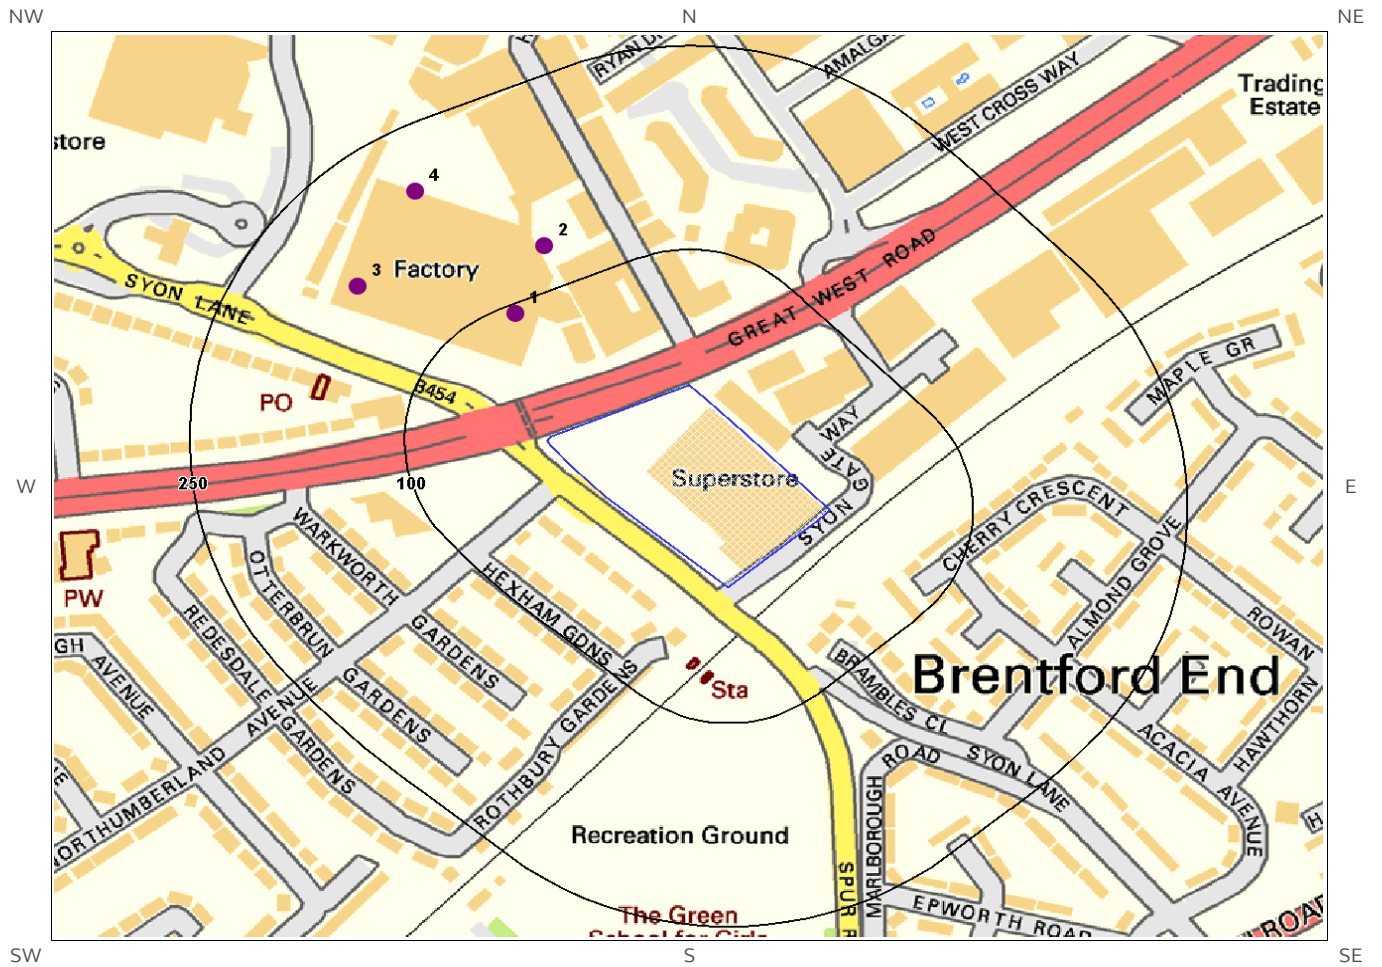 NW
N
NE
RYAN
AMALGA
Trading
Estate
WEST CROSS WAY
store
4
2
3
Factory
1
SYON LANE
GREAT WEST ROAD
MAPLE GR
B454
PO
WAY
SYON GATE
Superstore
W
250
100
E
CHERRY CRESCENT
WARKWORTH
GARDENS
OTTERBURN
GARDENS
HEXHAM GDNS
ALMOND GROVE
ROWAN
PW
REDESDALE
GARDENS
GH
AVENUE
Brentford End
BRAMBLES CL
Sta
HAWTHORN
ROTHBURY GARDENS
NORTHUMBERLAND AVENUE
ACACIA AVENUE
ROAD
SYON LANE
MARLBOROUGH
Recreation Ground
SPUR R
EPWORTH ROAD
The Green
School for Girls
ROAD
SW
S
SE